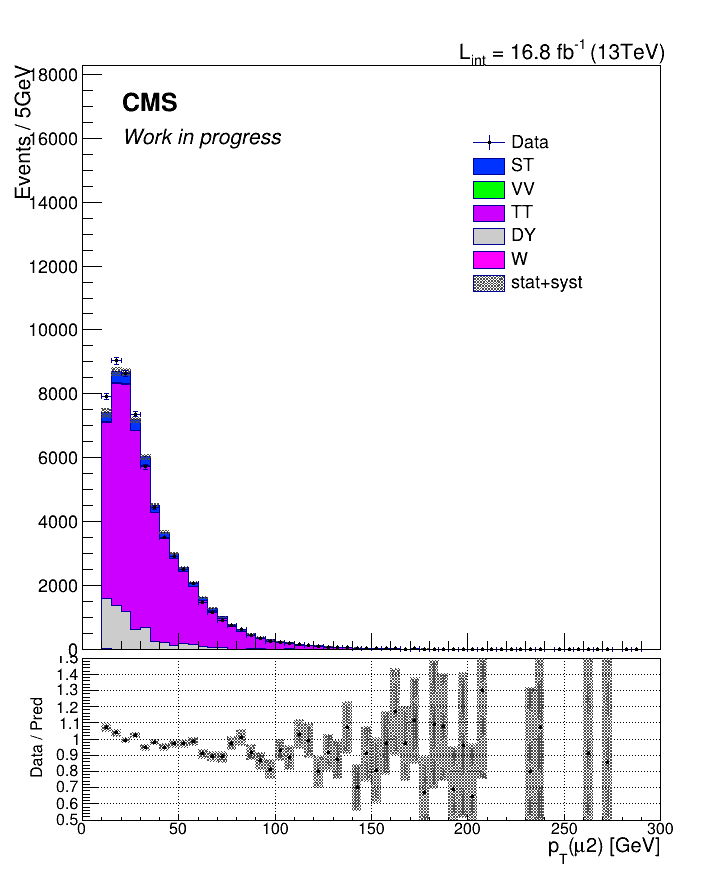 L_int = 16.8 fb^-1 (13TeV)
Events / 5GeV
CMS
Work in progress
Data
ST
VV
TT
DY
W
stat+syst
18000
16000
14000
12000
10000
8000
6000
4000
2000
0
Data / Pred
1.5
1.4
1.3
1.2
1.1
1
0.9
0.8
0.7
0.6
0.5
0 50 100 150 200 250 300
p_T(μ2) [GeV]